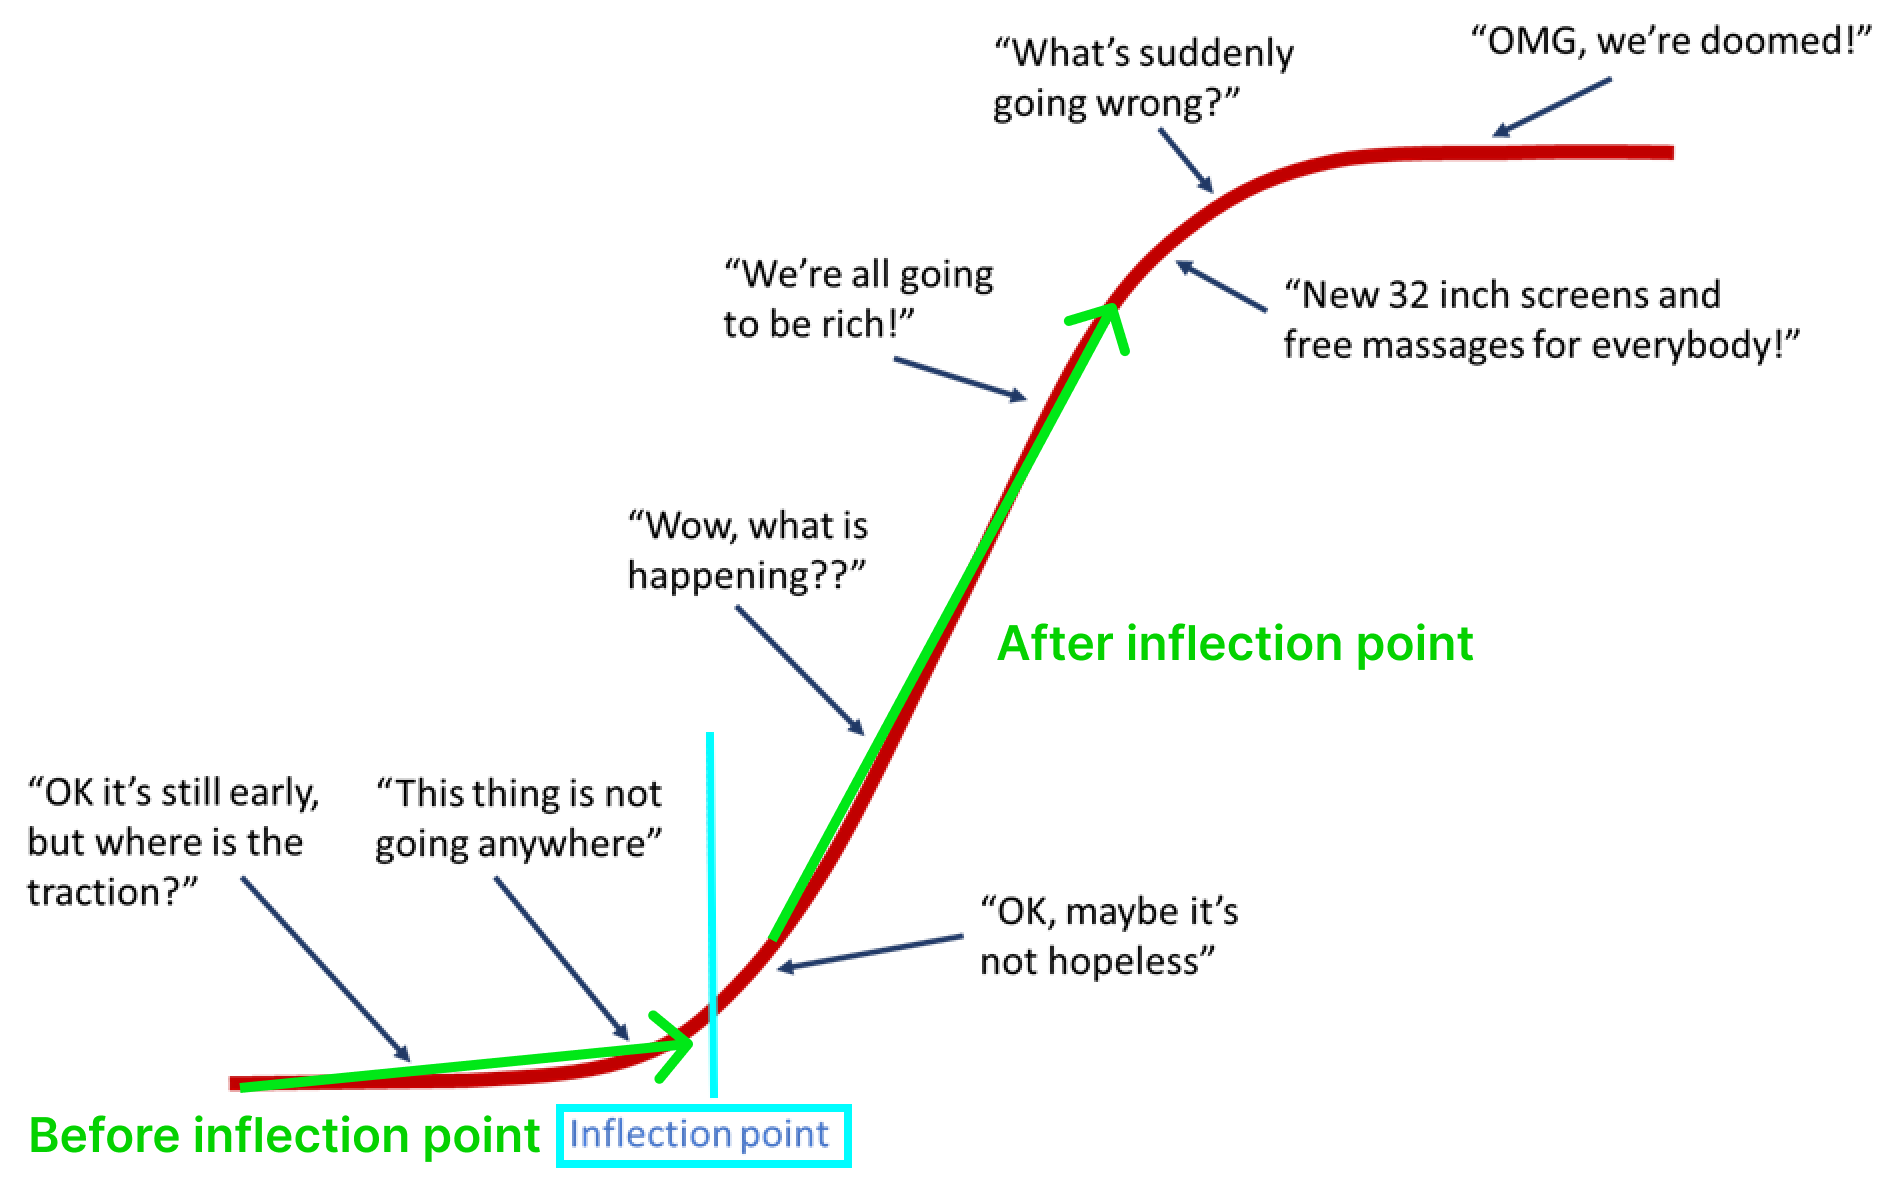 “What’s suddenly
going wrong?”
“OMG, we’re doomed!”
“We’re all going
to be rich!”
“New 32 inch screens and
free massages for everybody!”
“Wow, what is
happening??”
After inflection point
“OK it’s still early,
but where is the
traction?”
“This thing is not
going anywhere”
“OK, maybe it’s
not hopeless”
Before inflection point
Inflection point